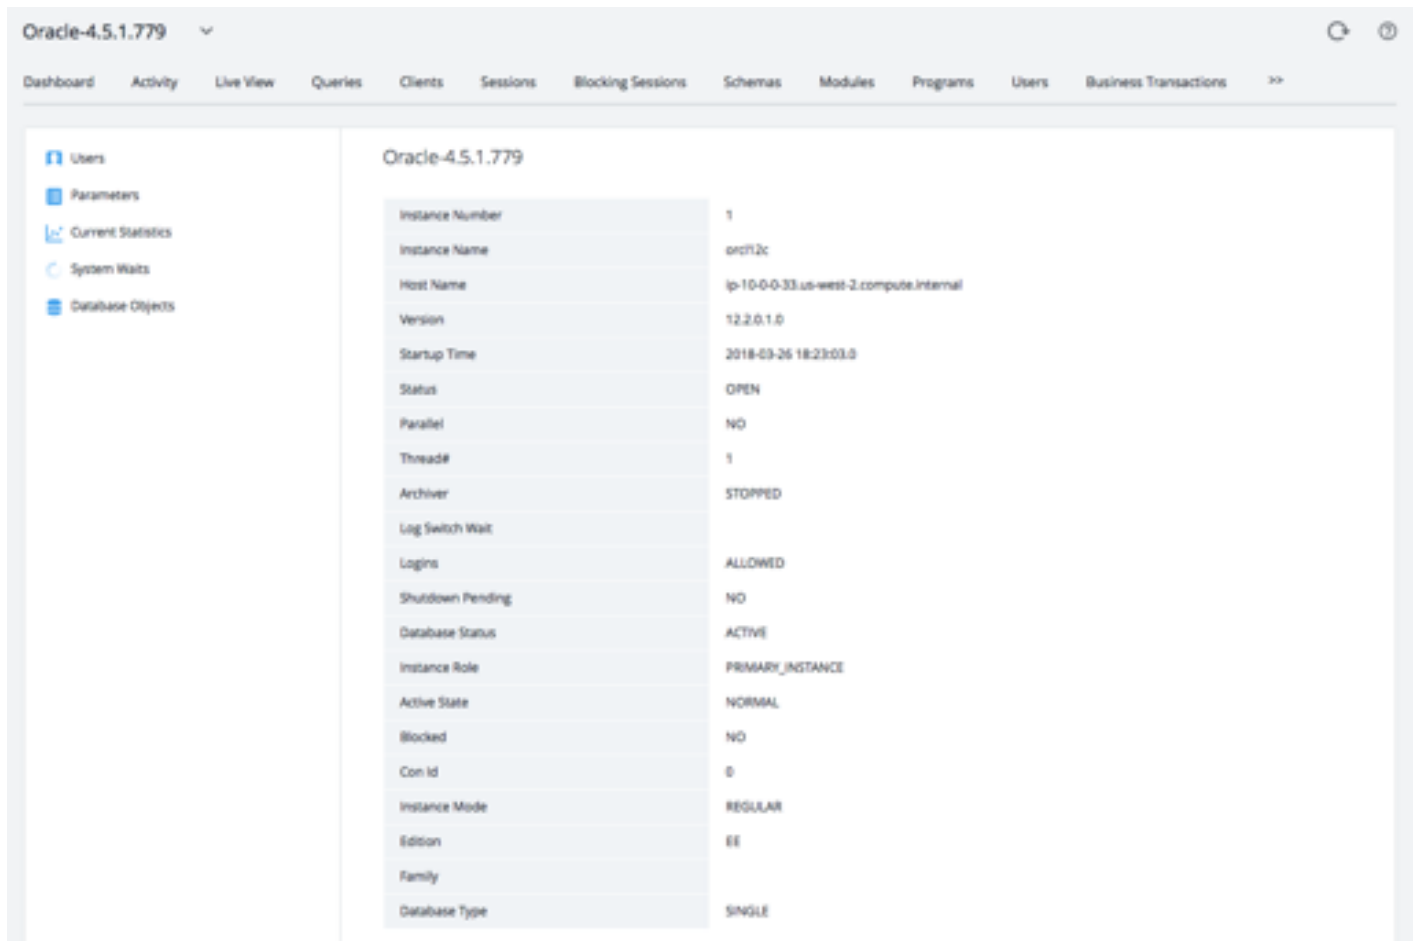 Oracle-4.5.1.779
Dashboard Activity Live View Queries Clients Sessions Blocking Sessions Schemas Modules Programs Users Business Transactions >>
Users
Parameters
Current Statistics
System Waits
Database Objects
Oracle-4.5.1.779
Instance Number 1
Instance Name orcl12c
Host Name ip-10-0-0-33.us-west-2.compute.internal
Version 12.2.0.1.0
Startup Time 2018-03-26 18:23:03.0
Status OPEN
Parallel NO
Thread# 1
Archiver STOPPED
Log Switch Wait
Logins ALLOWED
Shutdown Pending NO
Database Status ACTIVE
Instance Role PRIMARY_INSTANCE
Active State NORMAL
Blocked NO
Con Id 0
Instance Mode REGULAR
Edition EE
Family
Database Type SINGLE